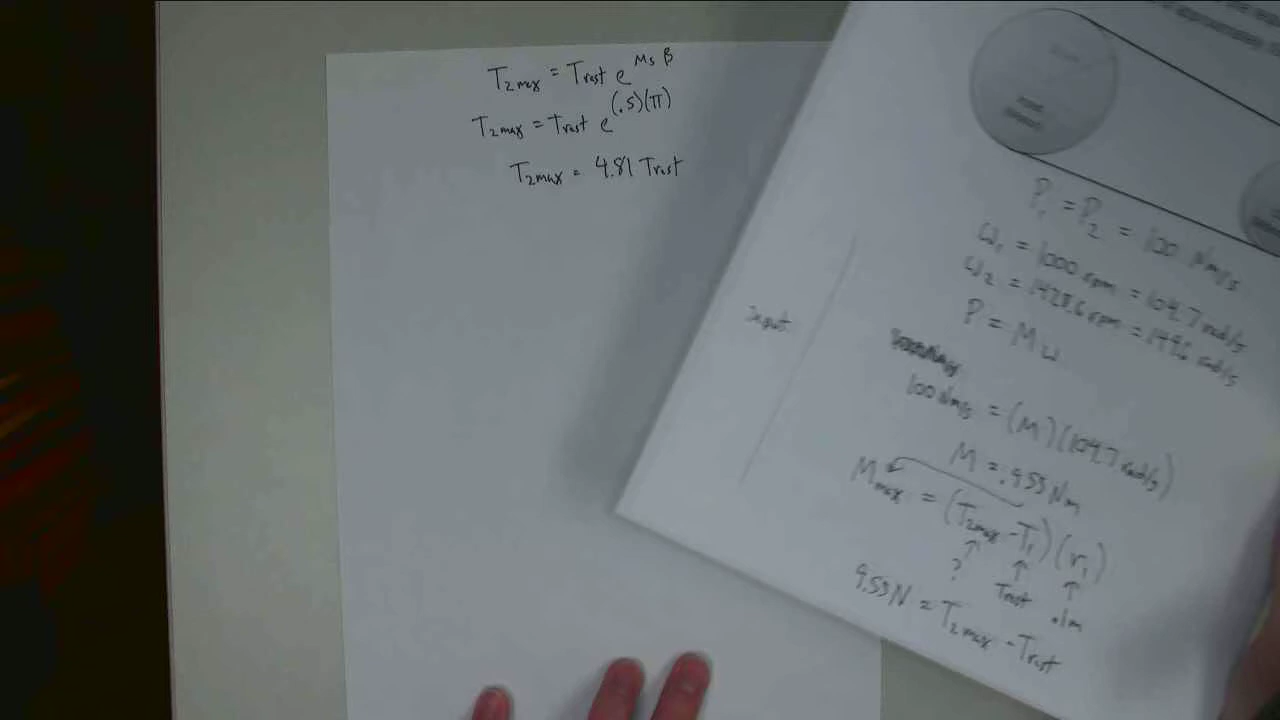 T₂max = Trest e^(μs β)
T₂max = Trest e^((.5)(π))
T₂max = 4.81 Trest
P₁ = P₂ = 100 Nm/s
ω₁ = 1000 rpm = 104.7 rad/s
ω₂ = 1428.6 rpm = 149.6 rad/s
P = M ω
Input
100 Nm/s = (M)(104.7 rad/s)
M = .955 Nm
Mmax = (T₂max - T₁)(r₁)
? Trest .1m
9.55 N = T₂max - Trest